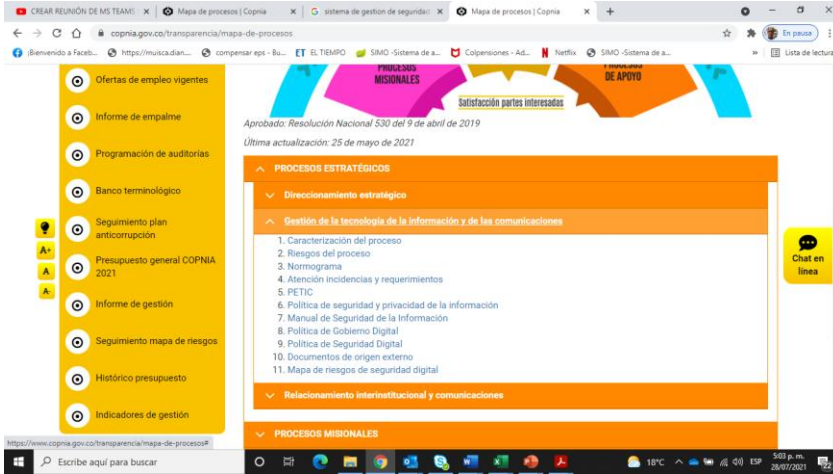 CREAR REUNIÓN DE MS TEAMS
Mapa de procesos | Copnia
sistema de gestion de seguridad
Mapa de procesos | Copnia
copnia.gov.co/transparencia/mapa-de-procesos
En pausa
¡Bienvenido a Faceb...
https://muisca.dian....
compensar eps - Bu...
ET EL TIEMPO
SIMO -Sistema de a...
Colpensiones - Ad...
Netflix
SIMO -Sistema de a...
»
Lista de lectura
Ofertas de empleo vigentes
Informe de empalme
Programación de auditorías
Banco terminológico
Seguimiento plan
anticorrupción
Presupuesto general COPNIA
2021
Informe de gestión
Seguimiento mapa de riesgos
Histórico presupuesto
Indicadores de gestión
A+
A
A-
PROCESOS
MISIONALES
PROCESOS
DE APOYO
Satisfacción partes interesadas
Aprobado: Resolución Nacional 530 del 9 de abril de 2019
Última actualización: 25 de mayo de 2021
PROCESOS ESTRATÉGICOS
Direccionamiento estratégico
Gestión de la tecnología de la información y de las comunicaciones
1. Caracterización del proceso
2. Riesgos del proceso
3. Normograma
4. Atención incidencias y requerimientos
5. PETIC
6. Política de seguridad y privacidad de la información
7. Manual de Seguridad de la Información
8. Política de Gobierno Digital
9. Política de Seguridad Digital
10. Documentos de origen externo
11. Mapa de riesgos de seguridad digital
Relacionamiento interinstitucional y comunicaciones
PROCESOS MISIONALES
Chat en
línea
https://www.copnia.gov.co/transparencia/mapa-de-procesos#
Escribe aquí para buscar
18°C
ESP
5:03 p. m.
28/07/2021